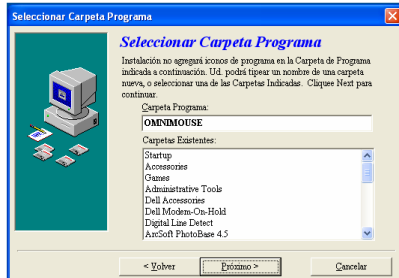 Seleccionar Carpeta Programa
Seleccionar Carpeta Programa
Instalación no agregará iconos de programa en la Carpeta de Programa
indicada a continuación. Ud. podrá tipear un nombre de una carpeta
nueva, o seleccionar una de las Carpetas Indicadas. Clique Next para
continuar.
Carpeta Programa:
OMNIMOUSE
Carpetas Existentes:
Startup
Accessories
Games
Administrative Tools
Dell Accessories
Dell Modem-On-Hold
Digital Line Detect
ArcSoft PhotoBase 4.5
< Volver
Próximo >
Cancelar